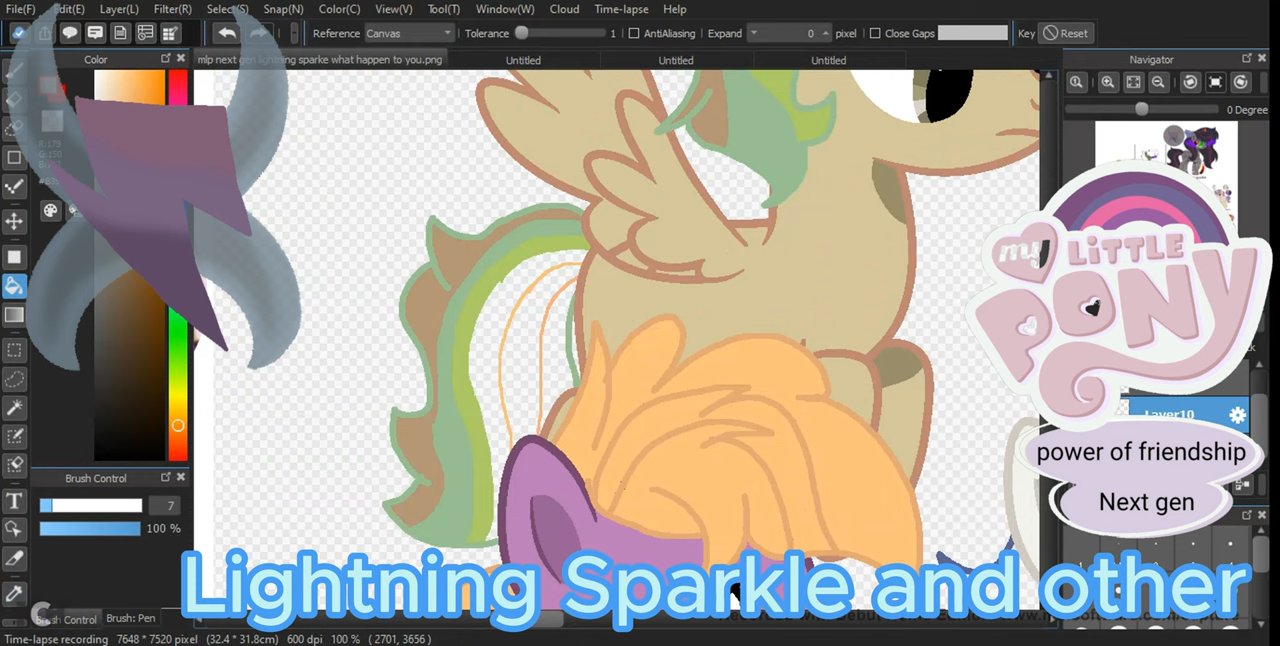 File(F) Edit(E) Layer(L) Filter(R) Select(S) Snap(N) Color(C) View(V) Tool(T) Window(W) Cloud Time-lapse Help
Reference Canvas Tolerance 1 AntiAliasing Expand 0 pixel Close Gaps Key Reset
Color mlp next gen lightning sparke what happen to you.png Untitled Untitled Untitled Navigator
0 Degree
my LiTTLE PONY
Layer10
power of friendship
Next gen
Brush Control
7
100 %
Lightning Sparkle and other
Brush Control Brush: Pen
Time-lapse recording 7648 * 7520 pixel (32.4 * 31.8cm) 600 dpi 100 % ( 2701, 3656 )